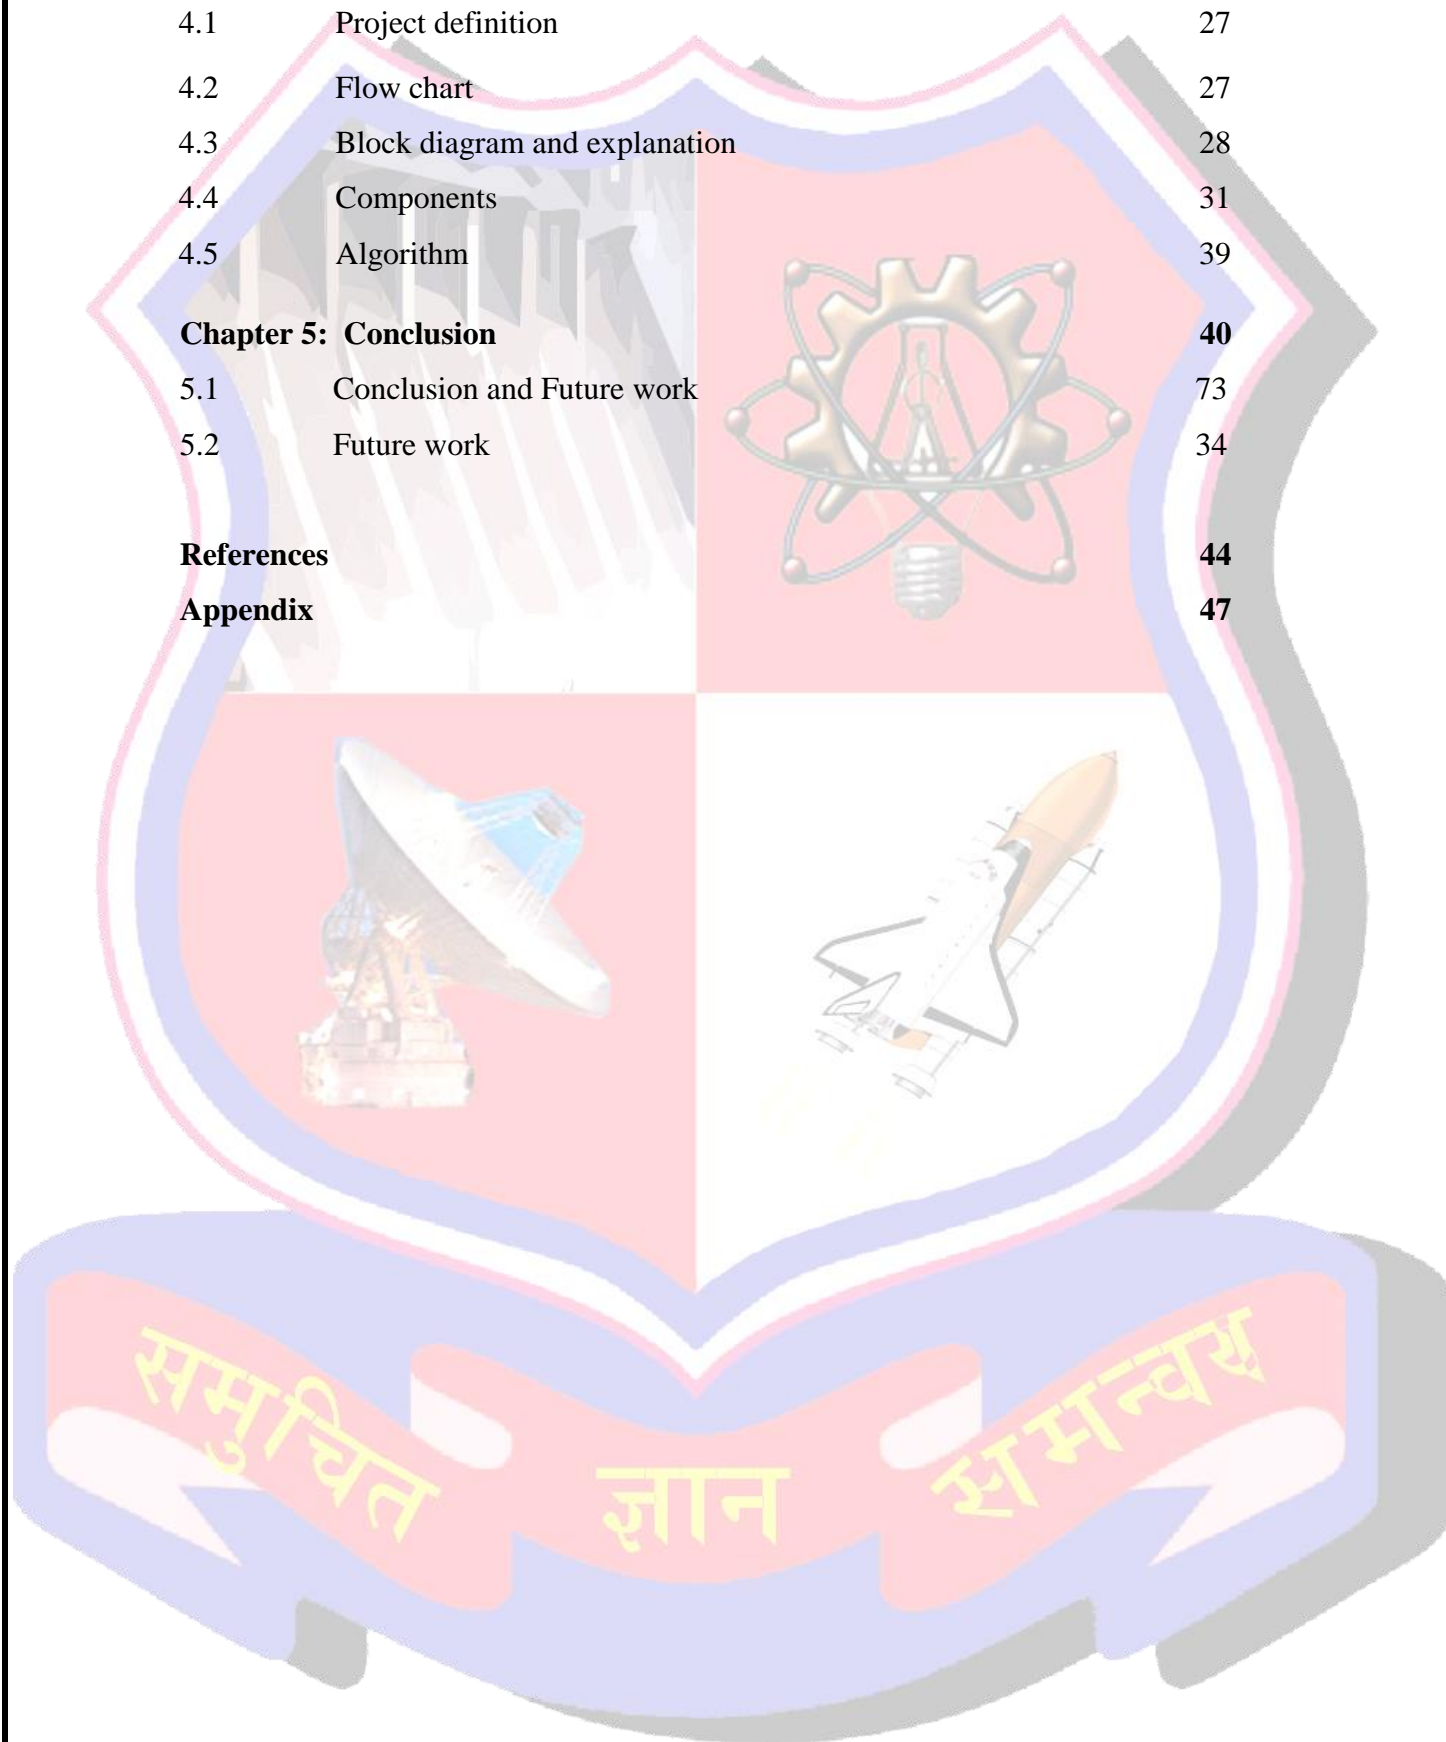 4.1 Project definition 27
4.2 Flow chart 27
4.3 Block diagram and explanation 28
4.4 Components 31
4.5 Algorithm 39
Chapter 5: Conclusion 40
5.1 Conclusion and Future work 73
5.2 Future work 34
References 44
Appendix 47
समुचित ज्ञान समन्वय